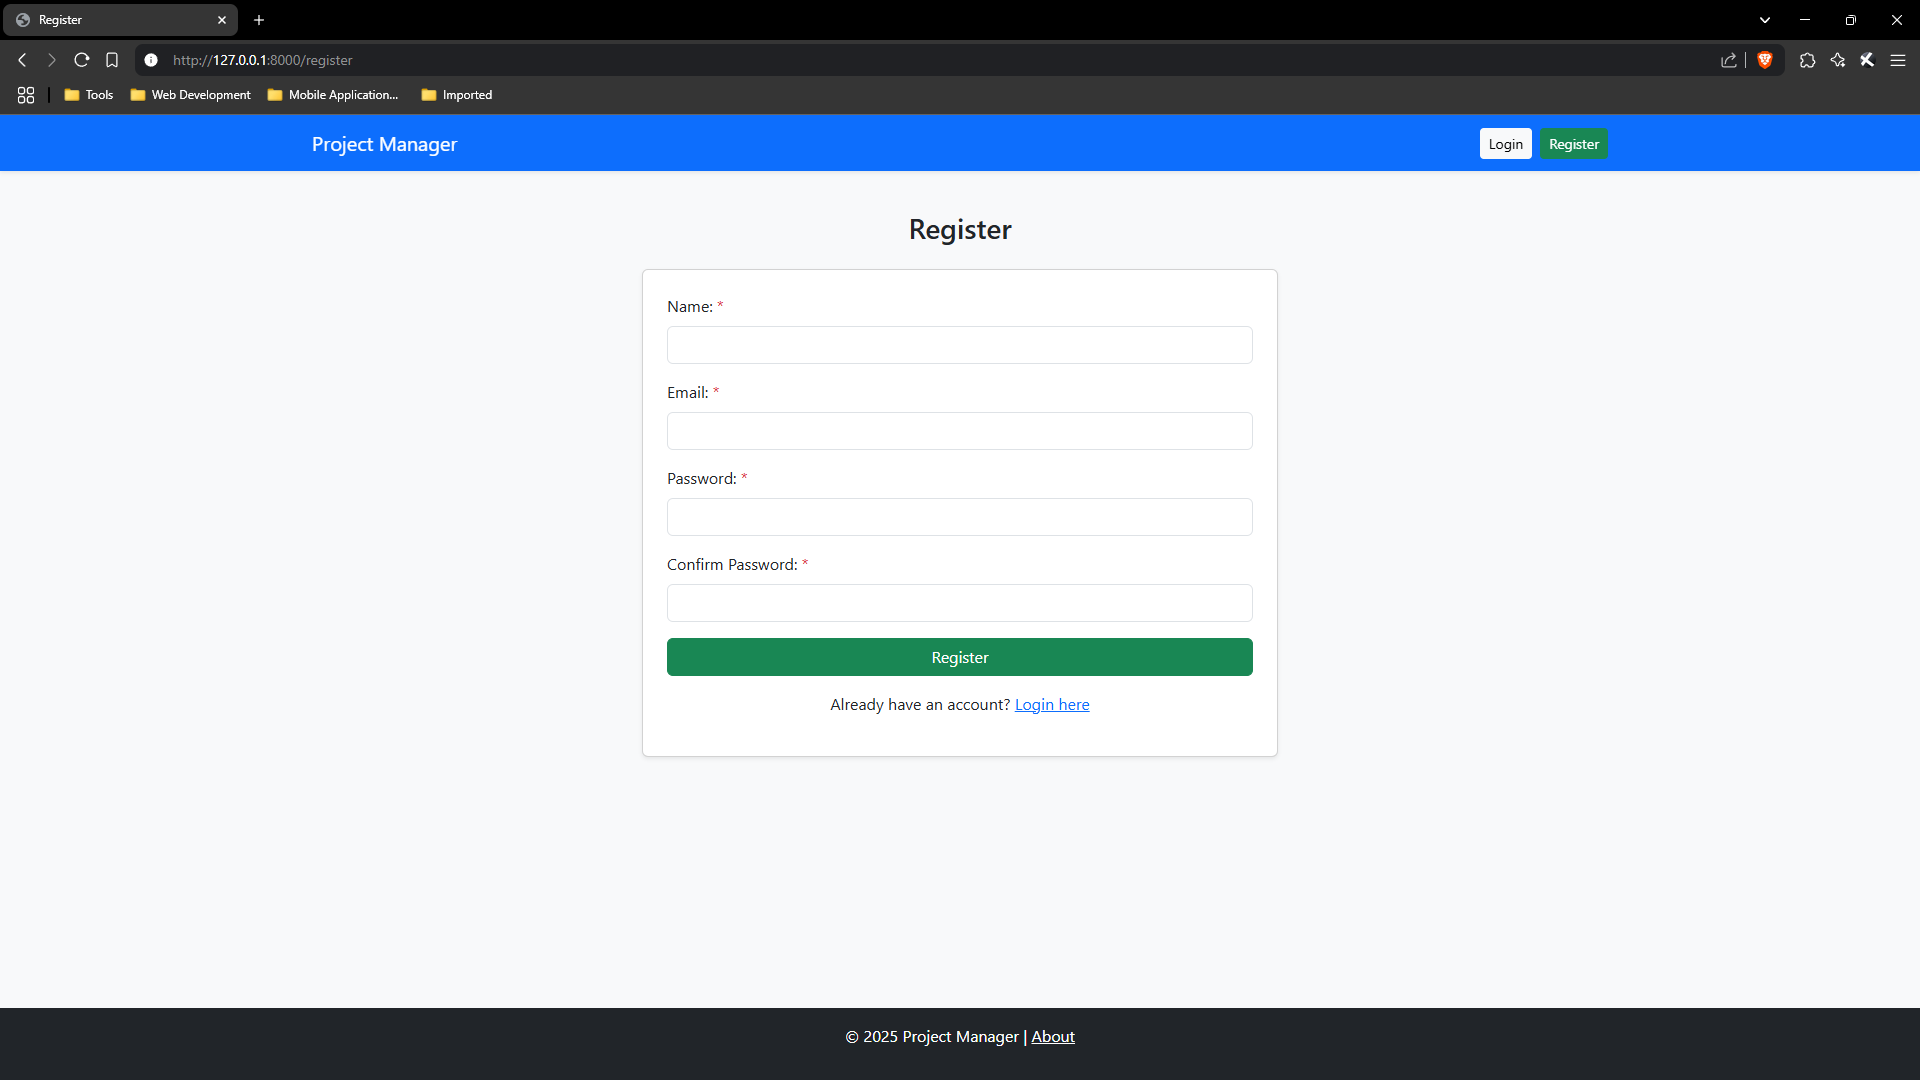 Register
http://127.0.0.1:8000/register
Tools Web Development Mobile Application... Imported
Project Manager Login Register
Register
Name: *
Email: *
Password: *
Confirm Password: *
Register
Already have an account? Login here
© 2025 Project Manager | About